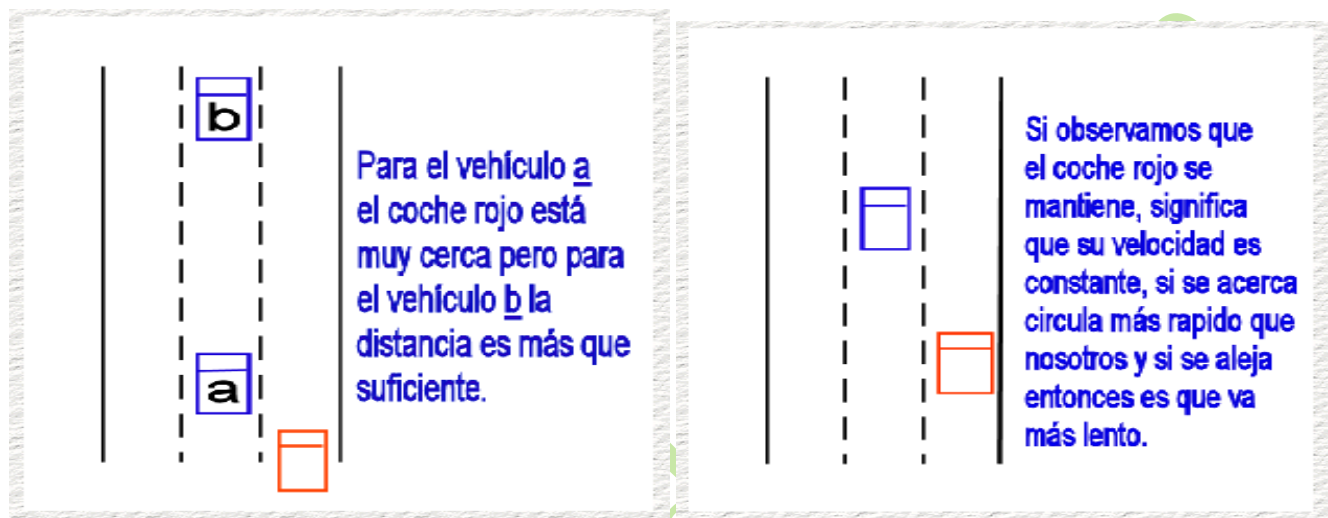 b
a
Para el vehículo a
el coche rojo está
muy cerca pero para
el vehículo b la
distancia es más que
suficiente.
Si observamos que
el coche rojo se
mantiene, significa
que su velocidad es
constante, si se acerca
circula más rapido que
nosotros y si se aleja
entonces es que va
más lento.